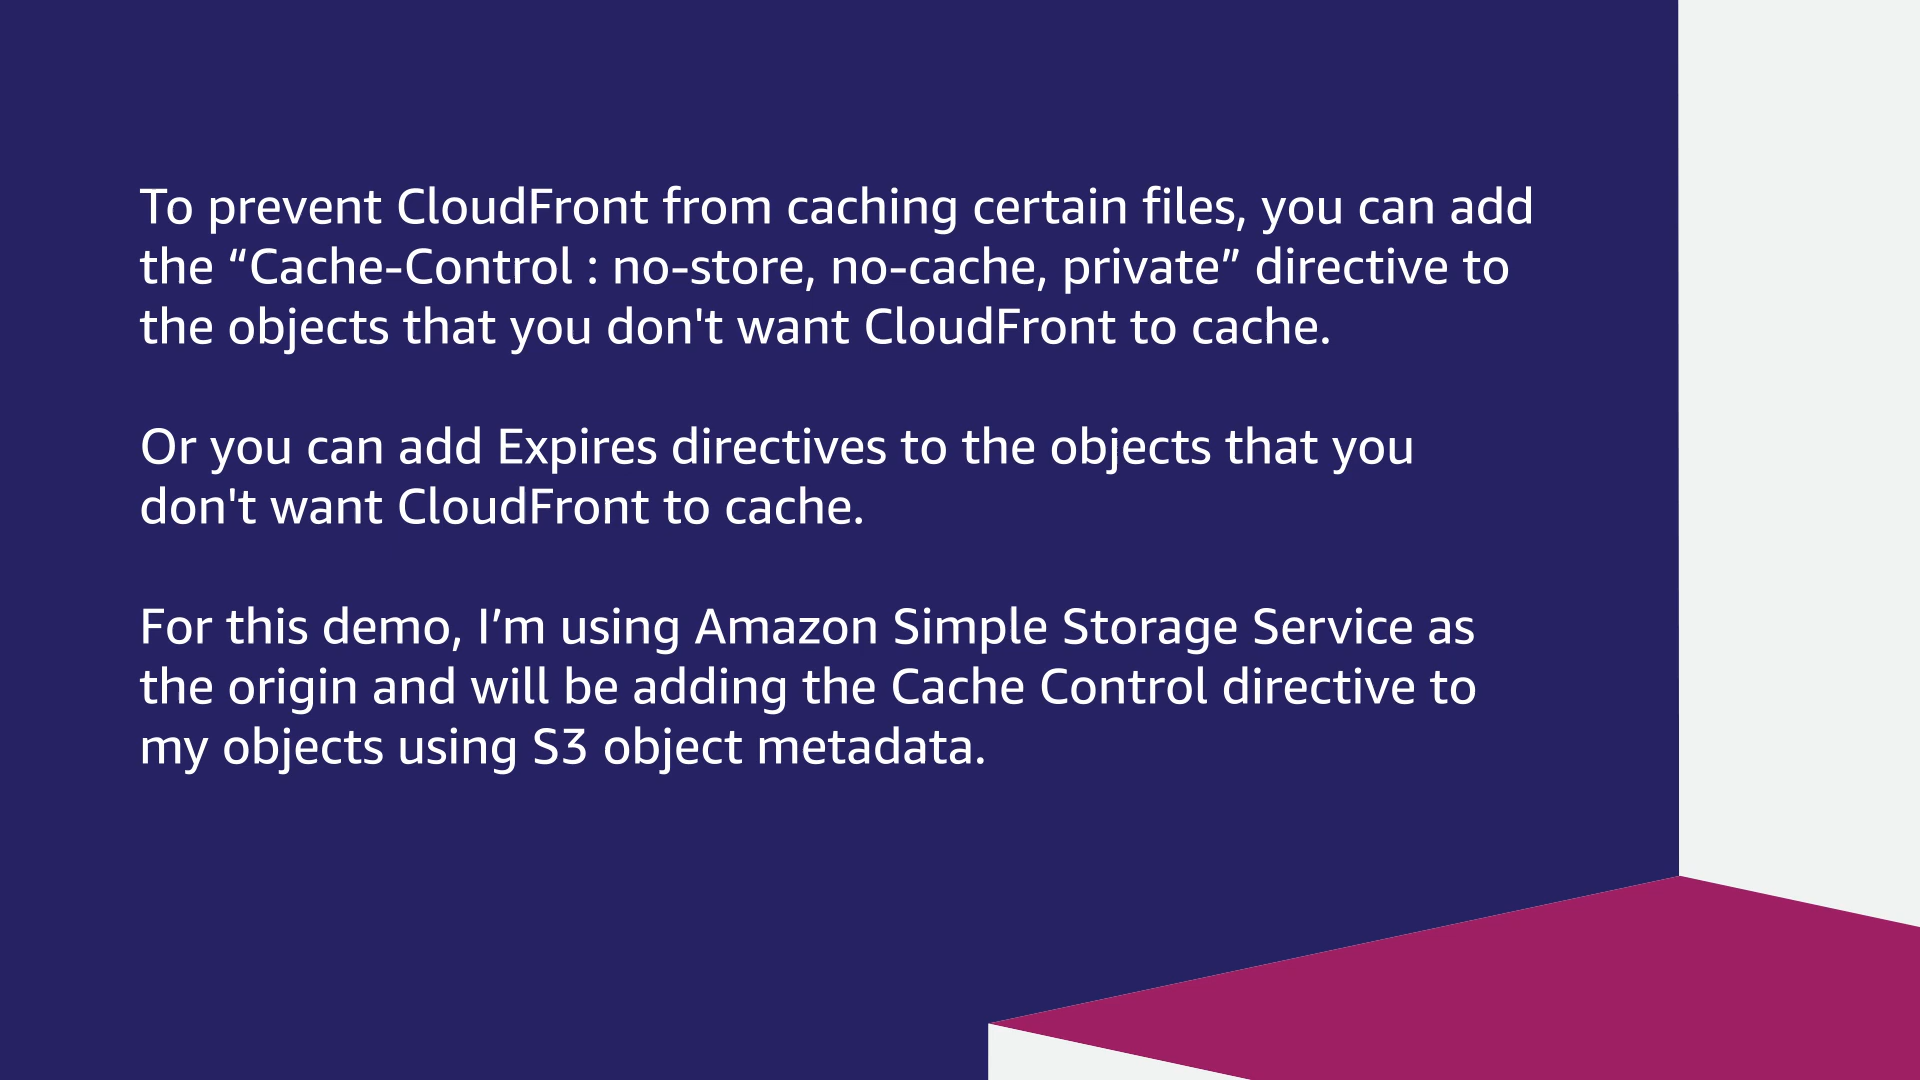 To prevent CloudFront from caching certain files, you can add
the “Cache-Control : no-store, no-cache, private” directive to
the objects that you don't want CloudFront to cache.
Or you can add Expires directives to the objects that you
don't want CloudFront to cache.
For this demo, I’m using Amazon Simple Storage Service as
the origin and will be adding the Cache Control directive to
my objects using S3 object metadata.